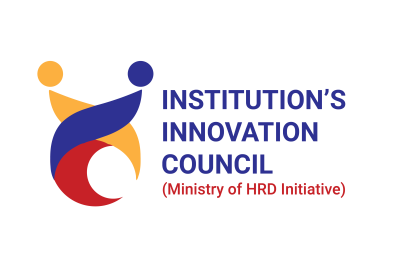 INSTITUTION'S
INNOVATION
COUNCIL
(Ministry of HRD Initiative)